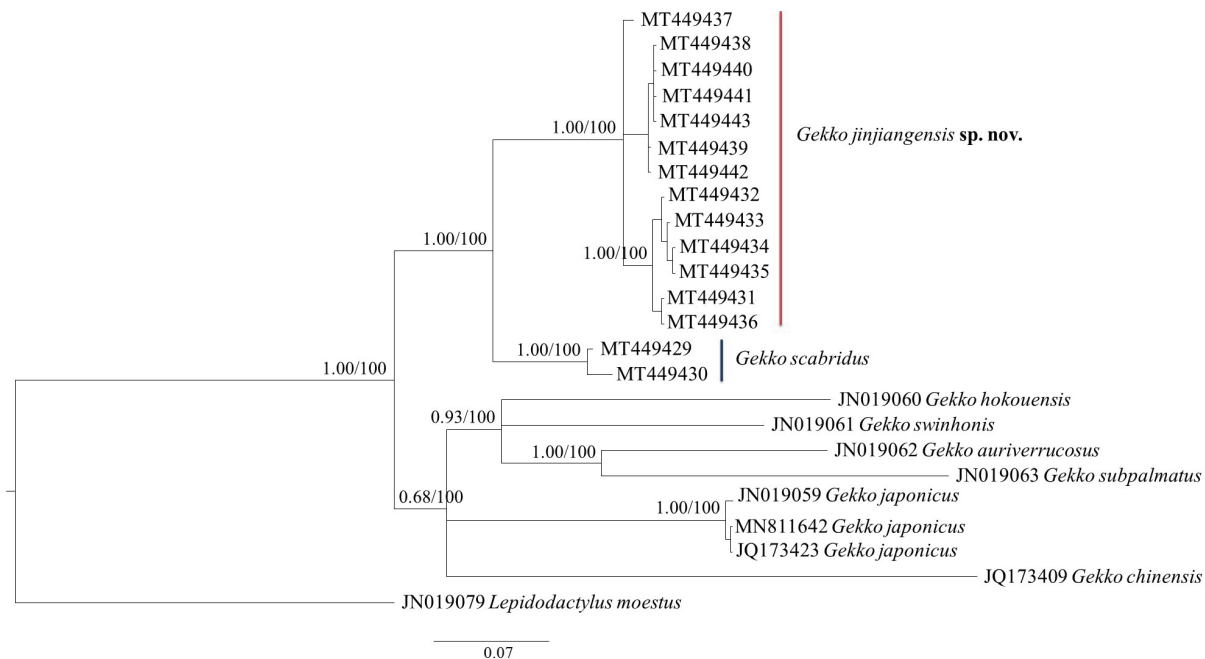 MT449437
MT449438
MT449440
MT449441
MT449443
1.00/100
Gekko jinjiangensis sp. nov.
MT449439
MT449442
MT449432
MT449433
1.00/100
MT449434
1.00/100
MT449435
MT449431
MT449436
1.00/100
MT449429
Gekko scabridus
MT449430
1.00/100
JN019060 Gekko hokouensis
0.93/100
JN019061 Gekko swinhonis
1.00/100
JN019062 Gekko auriverrucosus
JN019063 Gekko subpalmatus
0.68/100
JN019059 Gekko japonicus
1.00/100
MN811642 Gekko japonicus
JQ173423 Gekko japonicus
JQ173409 Gekko chinensis
JN019079 Lepidodactylus moestus
0.07